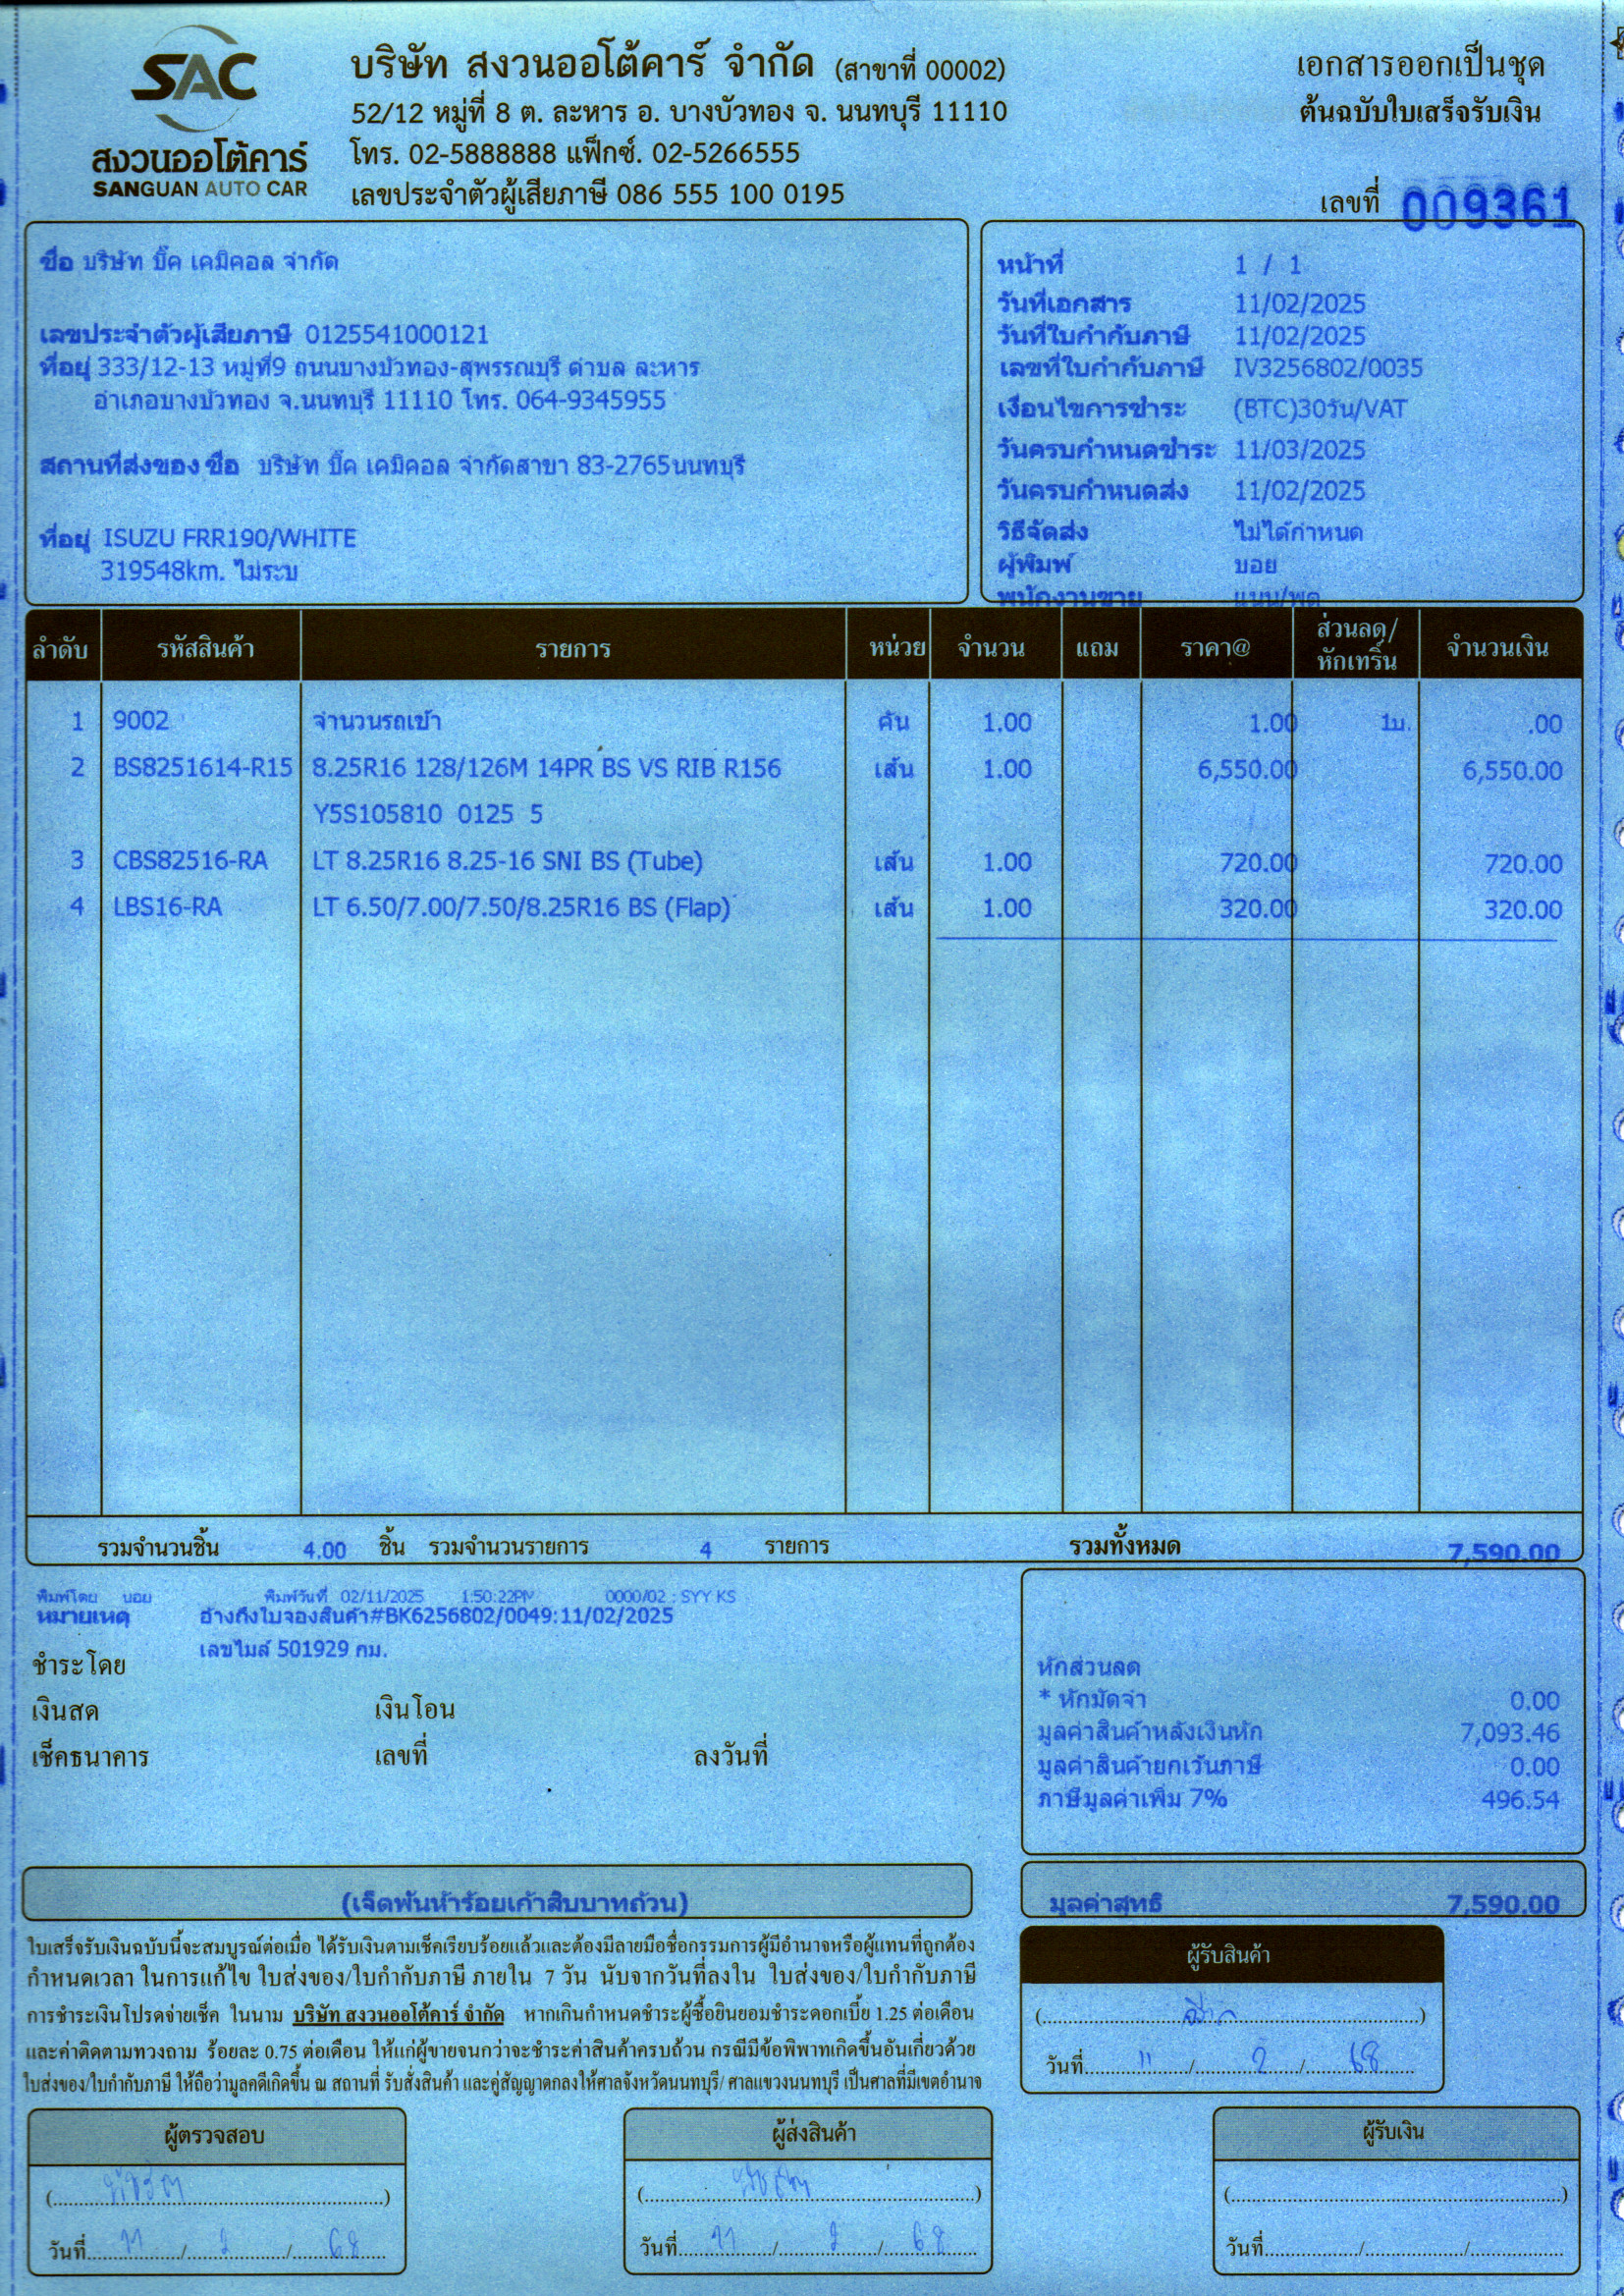 SAC
สงวนออโต้คาร์
SANGUAN AUTO CAR
บริษัท สงวนออโต้คาร์ จำกัด (สาขาที่ 00002)
52/12 หมู่ที่ 8 ต. ละหาร อ. บางบัวทอง จ. นนทบุรี 11110
โทร. 02-5888888 แฟ็กซ์. 02-5266555
เลขประจำตัวผู้เสียภาษี 086 555 100 0195
เอกสารออกเป็นชุด
ต้นฉบับใบเสร็จรับเงิน
เลขที่ 009361
ชื่อ บริษัท บิ๊ค เคมิคอล จำกัด
เลขประจำตัวผู้เสียภาษี 0125541000121
ที่อยู่ 333/12-13 หมู่ที่9 ถนนบางบัวทอง-สุพรรณบุรี ตำบล ละหาร
อำเภอบางบัวทอง จ.นนทบุรี 11110 โทร. 064-9345955
สถานที่ส่งของ ชื่อ บริษัท บิ๊ค เคมิคอล จำกัดสาขา 83-2765นนทบุรี
ที่อยู่ ISUZU FRR190/WHITE
319548km. ไม่ระบ
หน้าที่ 1 / 1
วันที่เอกสาร 11/02/2025
วันที่ใบกำกับภาษี 11/02/2025
เลขที่ใบกำกับภาษี IV3256802/0035
เงื่อนไขการชำระ (BTC)30วัน/VAT
วันครบกำหนดชำระ 11/03/2025
วันครบกำหนดส่ง 11/02/2025
วิธีจัดส่ง ไม่ได้กำหนด
ผู้พิมพ์ บอย
พนักงานขาย
ลำดับ รหัสสินค้า รายการ หน่วย จำนวน แถม ราคา@ ส่วนลด/หักเทริ์น จำนวนเงิน
1 9002 จำนวนรถเข้า คัน 1.00 1.00 1บ. .00
2 BS8251614-R15 8.25R16 128/126M 14PR BS VS RIB R156 เส้น 1.00 6,550.00 6,550.00
Y5S105810 0125 5
3 CBS82516-RA LT 8.25R16 8.25-16 SNI BS (Tube) เส้น 1.00 720.00 720.00
4 LBS16-RA LT 6.50/7.00/7.50/8.25R16 BS (Flap) เส้น 1.00 320.00 320.00
รวมจำนวนชิ้น 4.00 ชิ้น รวมจำนวนรายการ 4 รายการ รวมทั้งหมด 7,590.00
พิมพ์โดย บอย พิมพ์วันที่ 02/11/2025 1:50:22PM 0000/02 : SYY KS
หมายเหตุ อ้างถึงใบจองสินค้า#BK6256802/0049:11/02/2025
เลขไมล์ 501929 กม.
ชำระโดย
เงินสด เงินโอน
เช็คธนาคาร เลขที่ ลงวันที่
หักส่วนลด
* หักมัดจำ 0.00
มูลค่าสินค้าหลังเงินหัก 7,093.46
มูลค่าสินค้ายกเว้นภาษี 0.00
ภาษีมูลค่าเพิ่ม 7% 496.54
(เจ็ดพันห้าร้อยเก้าสิบบาทถ้วน)
มูลค่าสุทธิ 7,590.00
ใบเสร็จรับเงินฉบับนี้จะสมบูรณ์ต่อเมื่อ ได้รับเงินตามเช็คเรียบร้อยแล้วและต้องมีลายมือชื่อกรรมการผู้มีอำนาจหรือผู้แทนที่ถูกต้อง
กำหนดเวลา ในการแก้ไข ใบส่งของ/ใบกำกับภาษี ภายใน 7 วัน นับจากวันที่ลงใน ใบส่งของ/ใบกำกับภาษี
การชำระเงินโปรดจ่ายเช็ค ในนาม บริษัท สงวนออโต้คาร์ จำกัด หากเกินกำหนดชำระผู้ซื้อยินยอมชำระดอกเบี้ย 1.25 ต่อเดือน
และค่าติดตามทวงถาม ร้อยละ 0.75 ต่อเดือน ให้แก่ผู้ขายจนกว่าจะชำระค่าสินค้าครบถ้วน กรณีมีข้อพิพาทเกิดขึ้นอันเกี่ยวด้วย
ใบส่งของ/ใบกำกับภาษี ให้ถือว่ามูลคดีเกิดขึ้น ณ สถานที่ รับสั่งสินค้า และคู่สัญญาตกลงให้ศาลจังหวัดนนทบุรี/ ศาลแขวงนนทบุรี เป็นศาลที่มีเขตอำนาจ
ผู้รับสินค้า
วันที่ 11 / 2 / 68
ผู้ตรวจสอบ
วันที่ 11 / 2 / 68
ผู้ส่งสินค้า
วันที่ 11 / 2 / 68
ผู้รับเงิน
วันที่